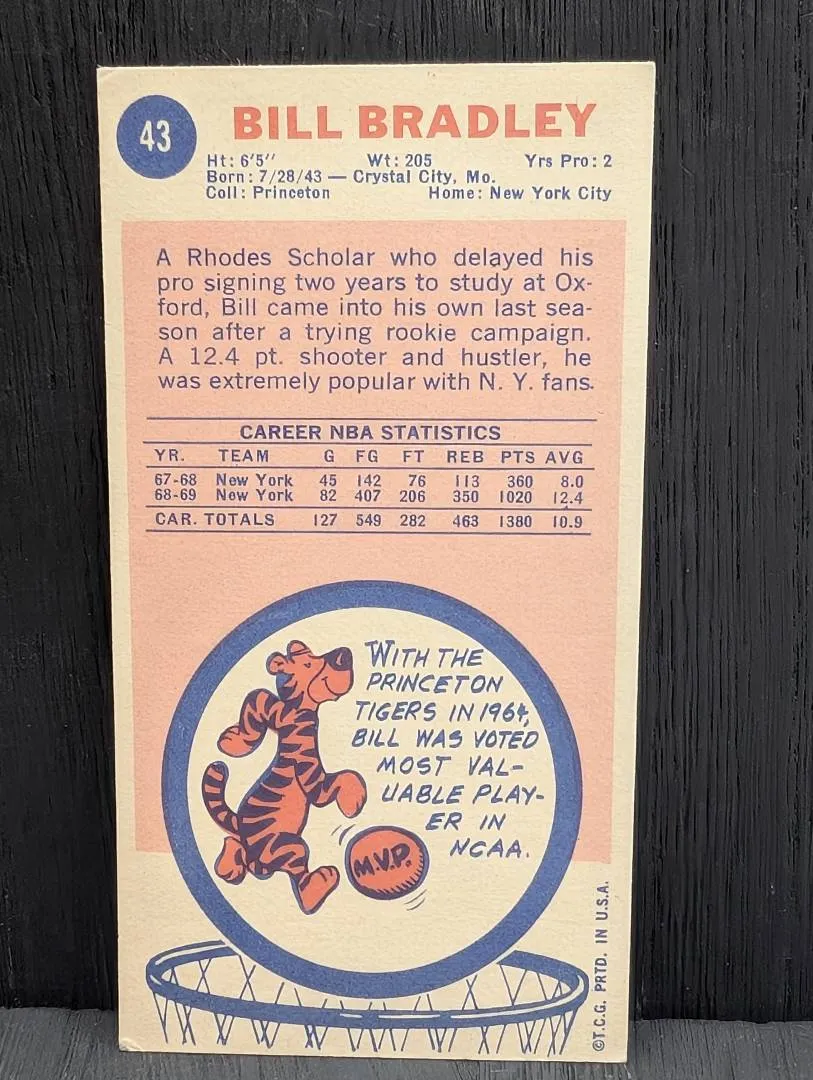 43
BILL BRADLEY
Ht: 6'5" Wt: 205 Yrs Pro: 2
Born: 7/28/43 — Crystal City, Mo.
Coll: Princeton Home: New York City
A Rhodes Scholar who delayed his
pro signing two years to study at Ox-
ford, Bill came into his own last sea-
son after a trying rookie campaign.
A 12.4 pt. shooter and hustler, he
was extremely popular with N. Y. fans.
CAREER NBA STATISTICS
YR. TEAM G FG FT REB PTS AVG
67-68 New York 45 142 76 113 360 8.0
68-69 New York 82 407 206 350 1020 12.4
CAR. TOTALS 127 549 282 463 1380 10.9
WITH THE
PRINCETON
TIGERS IN 1964,
BILL WAS VOTED
MOST VAL-
UABLE PLAY-
ER IN
NCAA.
M.V.P.
©T.C.G. PRTD. IN U.S.A.